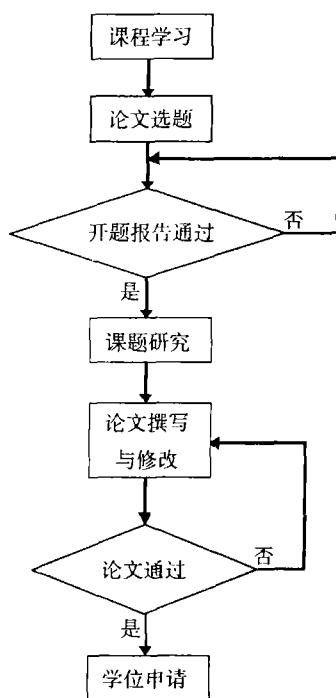 课程学习
论文选题
开题报告通过
否
是
课题研究
论文撰写
与修改
论文通过
否
是
学位申请